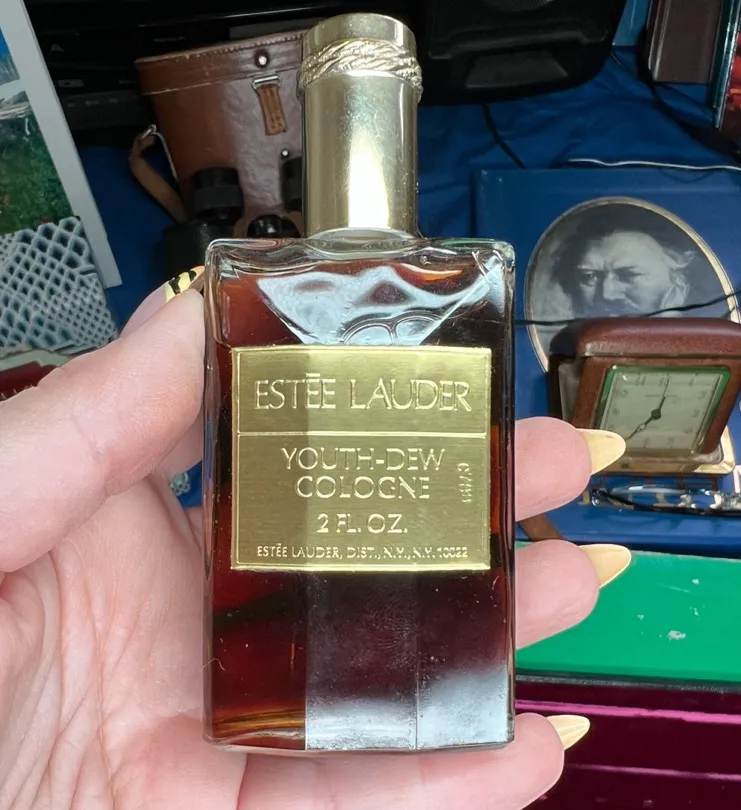 ESTĒE LAUDER
YOUTH-DEW
COLOGNE
2 FL. OZ.
ESTĒE LAUDER, DIST., N.Y., N.Y. 10022